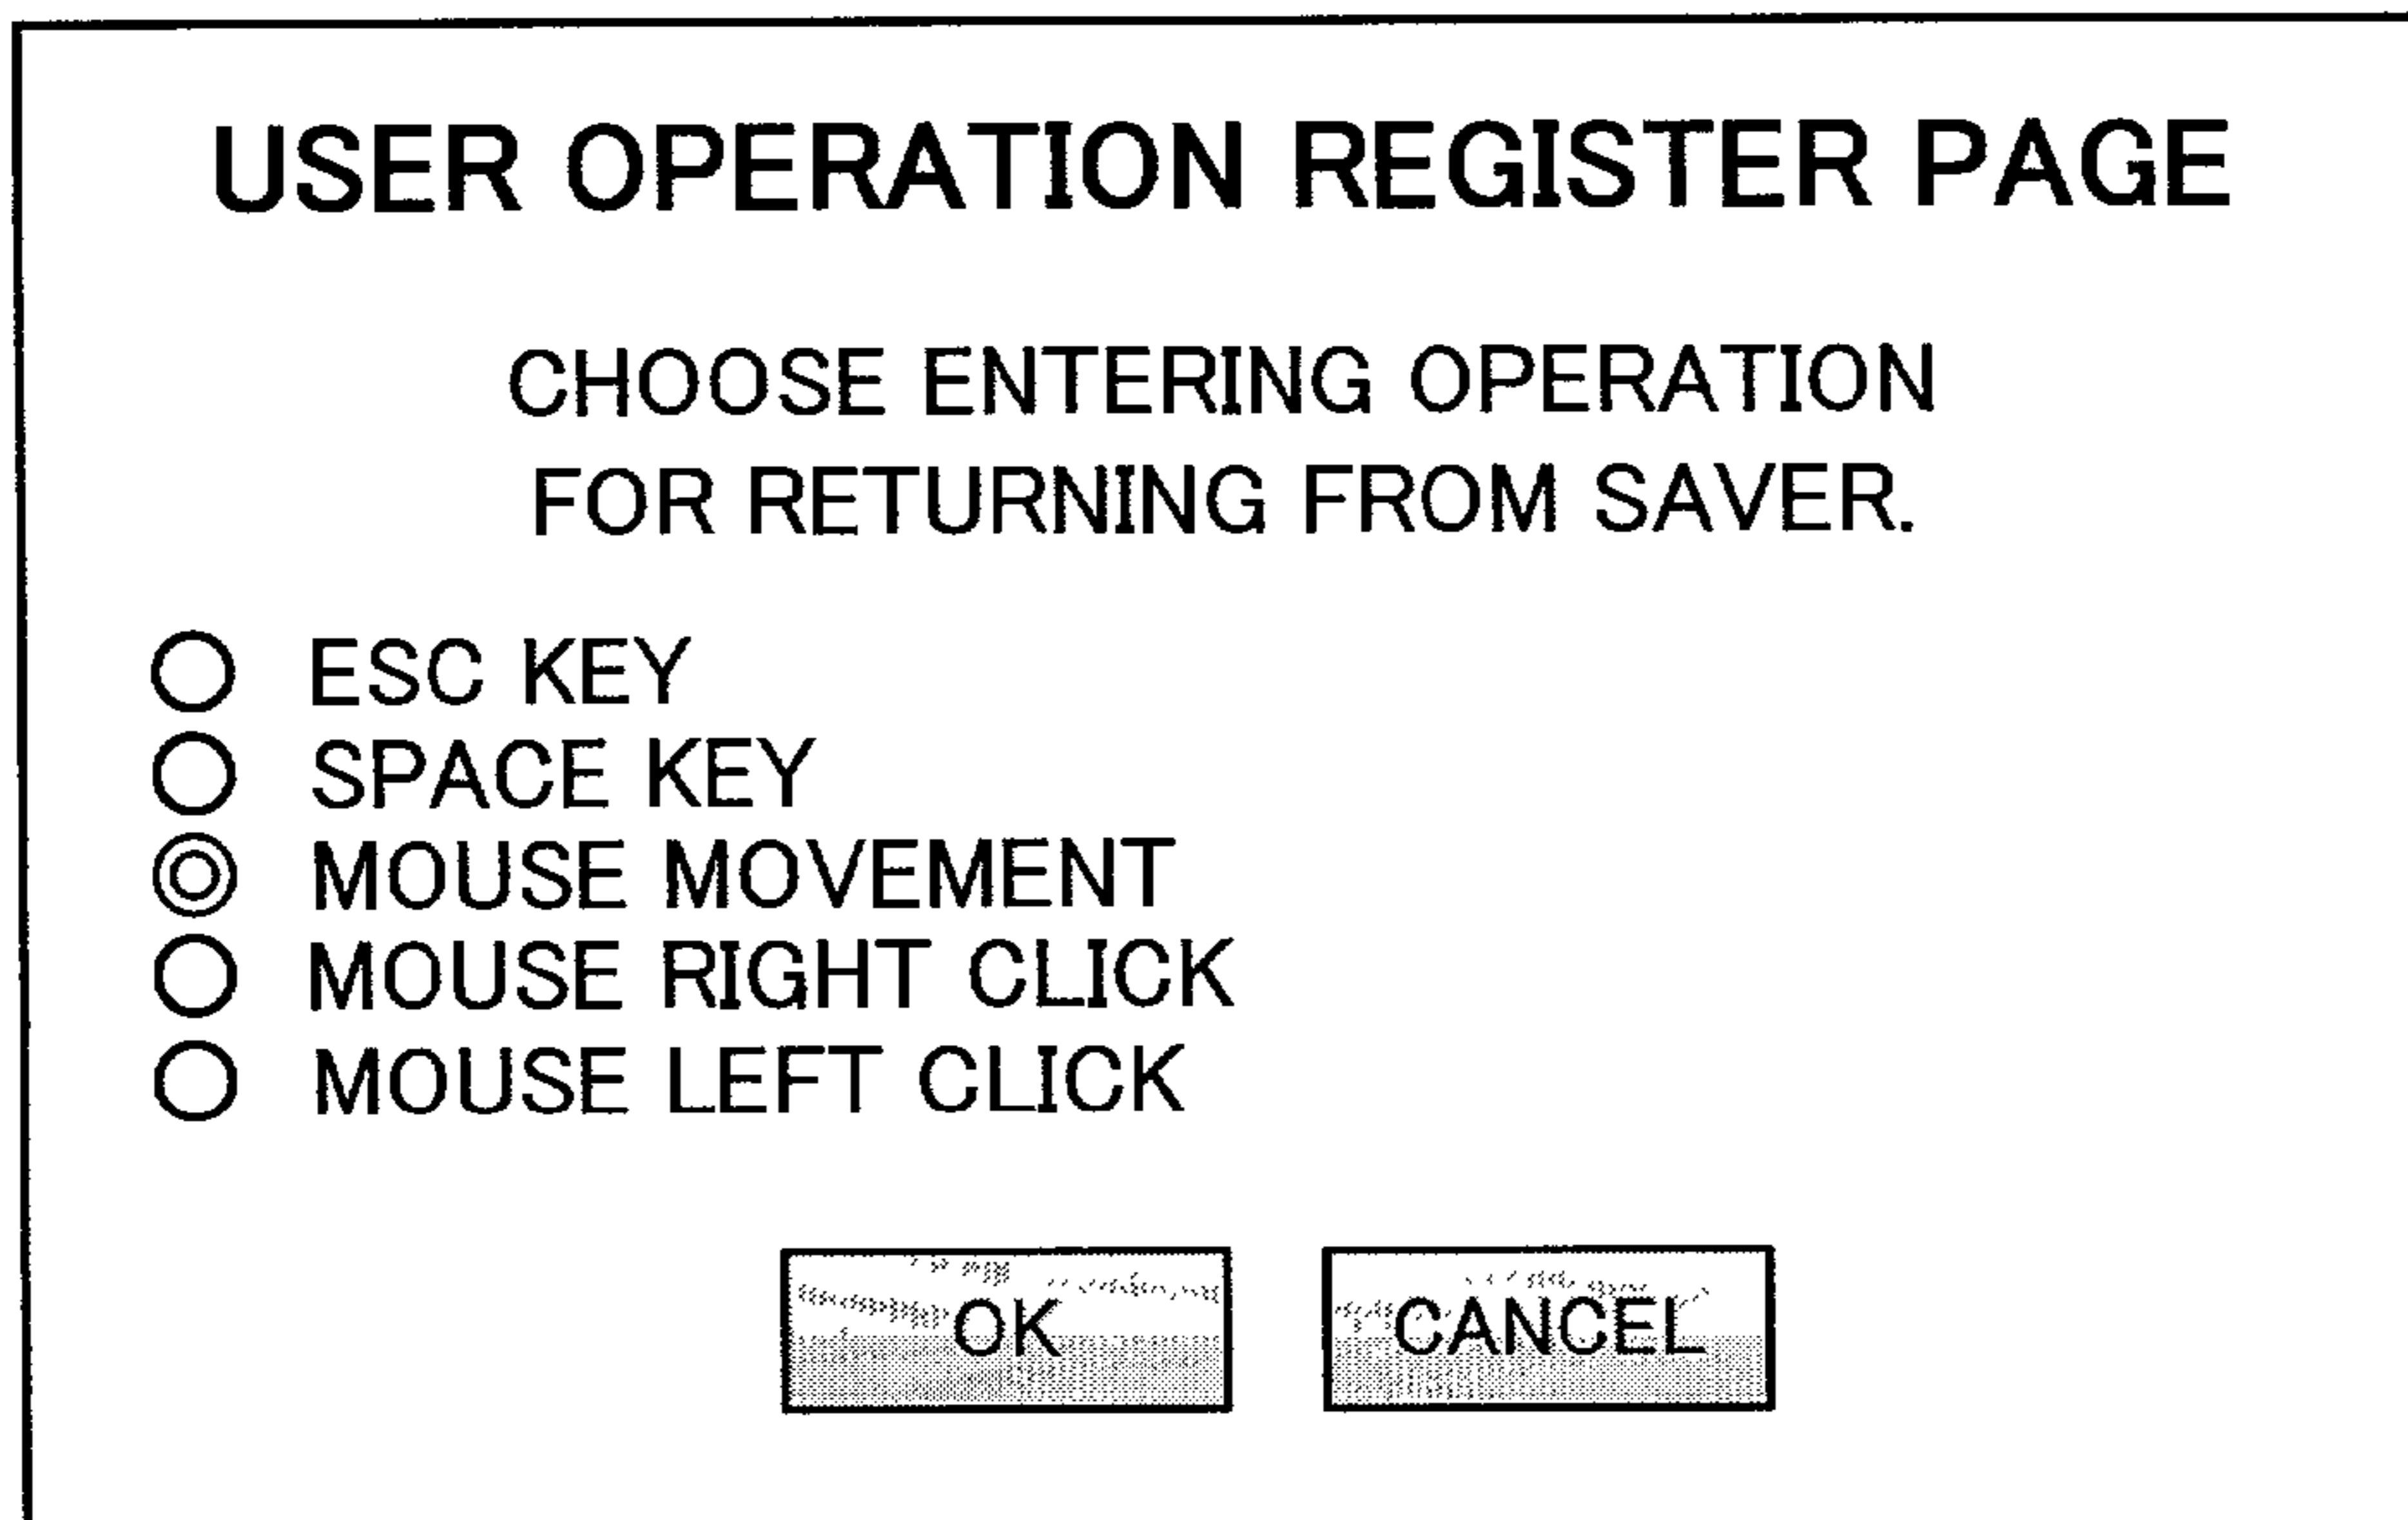 USER OPERATION REGISTER PAGE
CHOOSE ENTERING OPERATION
FOR RETURNING FROM SAVER.
ESC KEY
SPACE KEY
MOUSE MOVEMENT
MOUSE RIGHT CLICK
MOUSE LEFT CLICK
OK
CANCEL